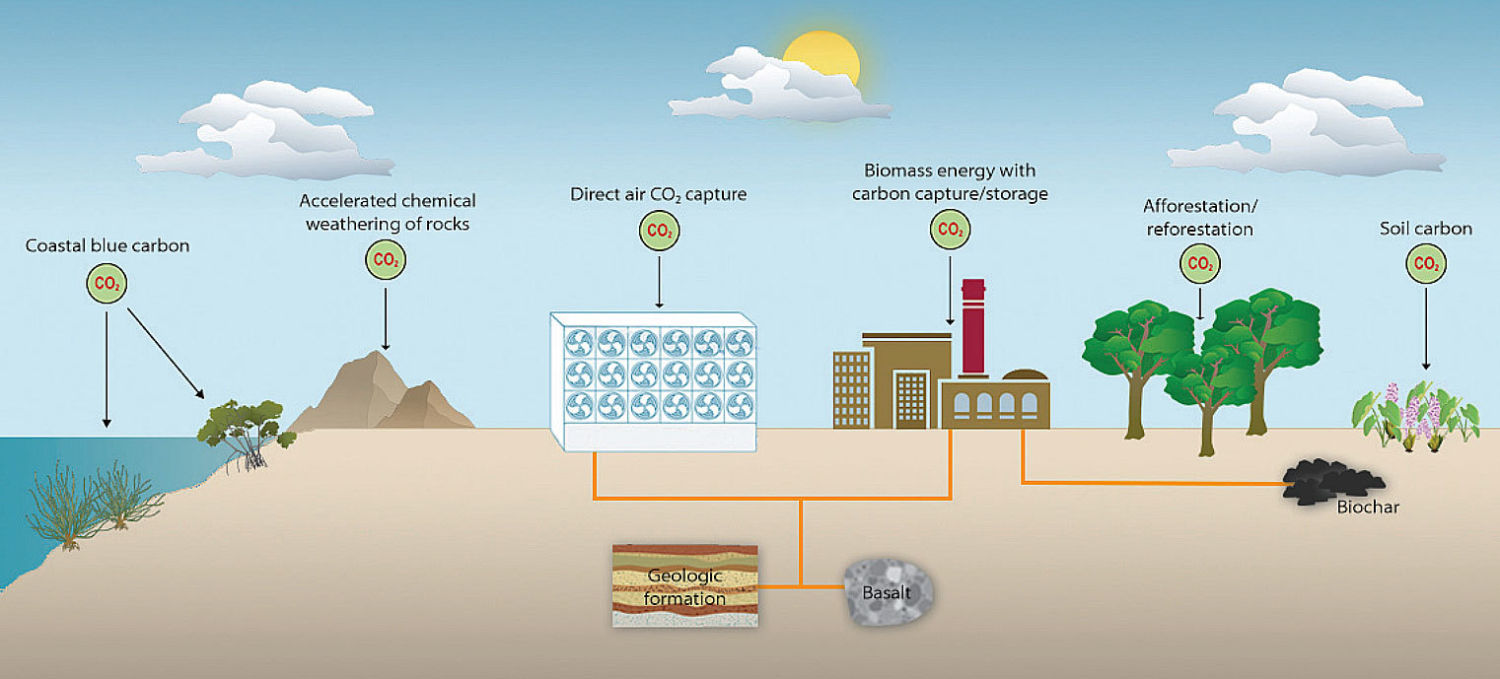 Coastal blue carbon
CO₂
Accelerated chemical
weathering of rocks
CO₂
Direct air CO₂ capture
CO₂
Biomass energy with
carbon capture/storage
CO₂
Afforestation/
reforestation
CO₂
Soil carbon
CO₂
Geologic
formation
Basalt
Biochar